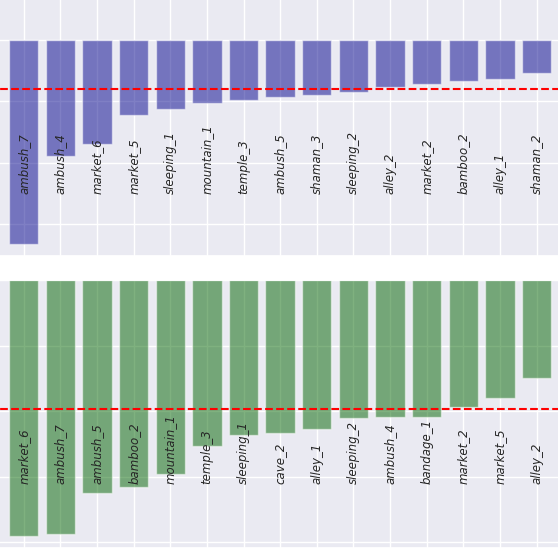 ambush_7
ambush_4
market_6
market_5
sleeping_1
mountain_1
temple_3
ambush_5
shaman_3
sleeping_2
alley_2
market_2
bamboo_2
alley_1
shaman_2
market_6
ambush_7
ambush_5
bamboo_2
mountain_1
temple_3
sleeping_1
cave_2
alley_1
sleeping_2
ambush_4
bandage_1
market_2
market_5
alley_2